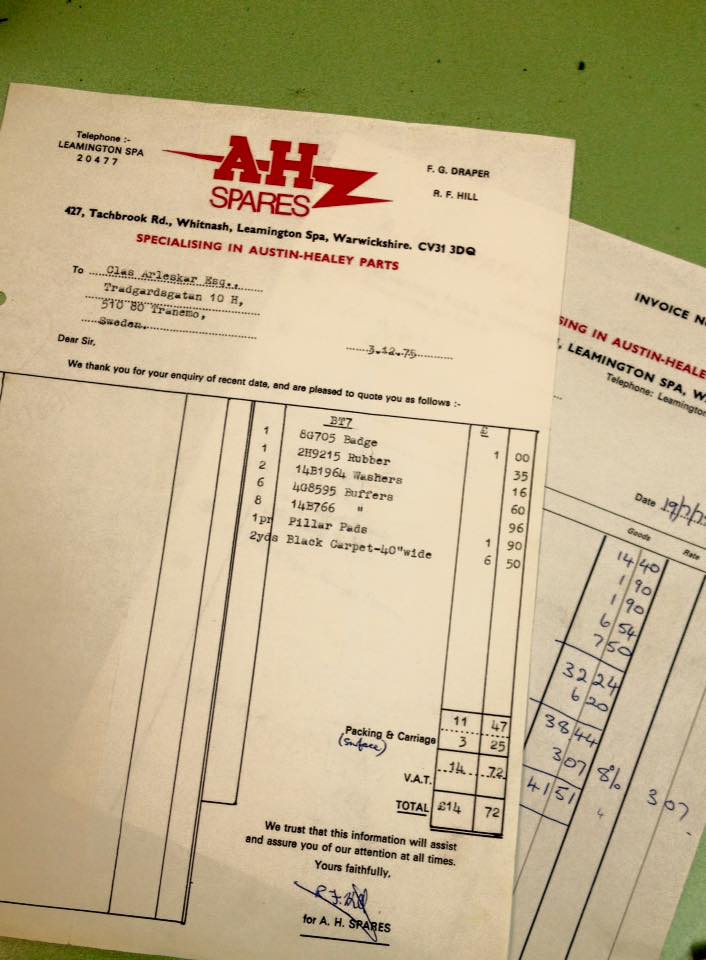 Telephone :-
LEAMINGTON SPA
20477
A-H
SPARES
F. G. DRAPER
R. F. HILL
427, Tachbrook Rd., Whitnash, Leamington Spa, Warwickshire. CV31 3DQ
SPECIALISING IN AUSTIN-HEALEY PARTS
To Clas Arleskar Esq.,
Tradgardsgatan 10 H,
510 80 Tranemo,
Sweden.
Dear Sir,
3.12.75
We thank you for your enquiry of recent date, and are pleased to quote you as follows :-
BT7 £
1 8G705 Badge 1 00
1 2H9215 Rubber 35
2 14B1964 Washers 16
6 4G8595 Buffers 60
8 14B766 " 96
1pr Pillar Pads 1 90
2yds Black Carpet-40"wide 6 50
11 47
Packing & Carriage 3 25
(surface)
14 72
V.A.T.
TOTAL £14 72
We trust that this information will assist
and assure you of our attention at all times.
Yours faithfully,
R F Hill
for A. H. SPARES
INVOICE N
SING IN AUSTIN-HEALE
, LEAMINGTON SPA, W
Telephone: Leamington
Date
Goods Rate
14 40
1 90
1 90
6 54
7 50
32 24
6 20
38 44
3 07 8% 3 07
41 51